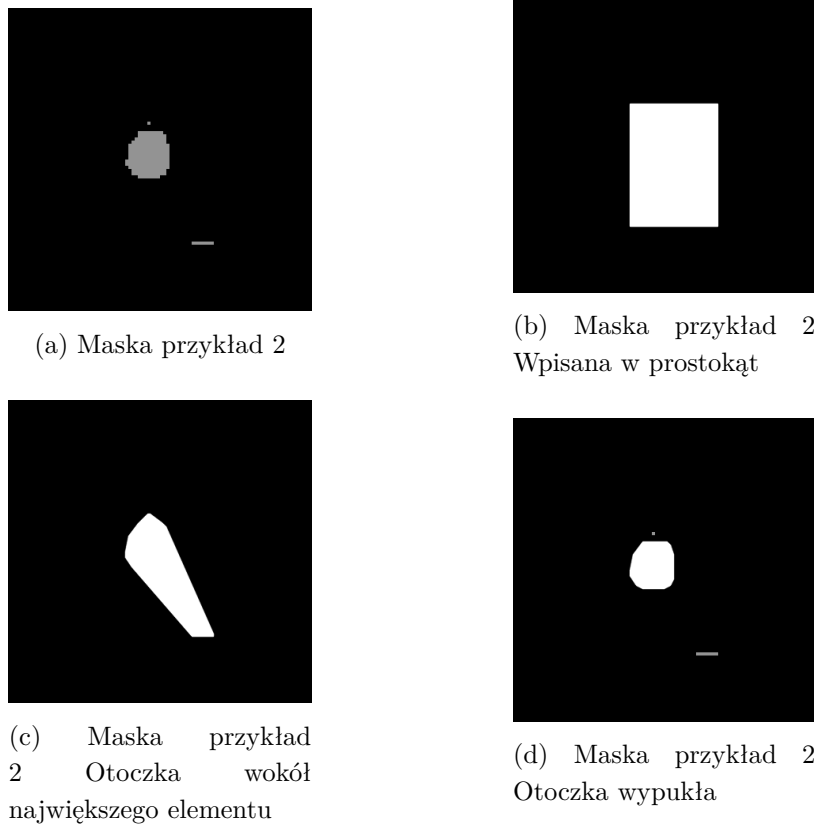 (a) Maska przykład 2
(b) Maska przykład 2
Wpisana w prostokąt
(c) Maska przykład
2 Otoczka wokół
największego elementu
(d) Maska przykład 2
Otoczka wypukła